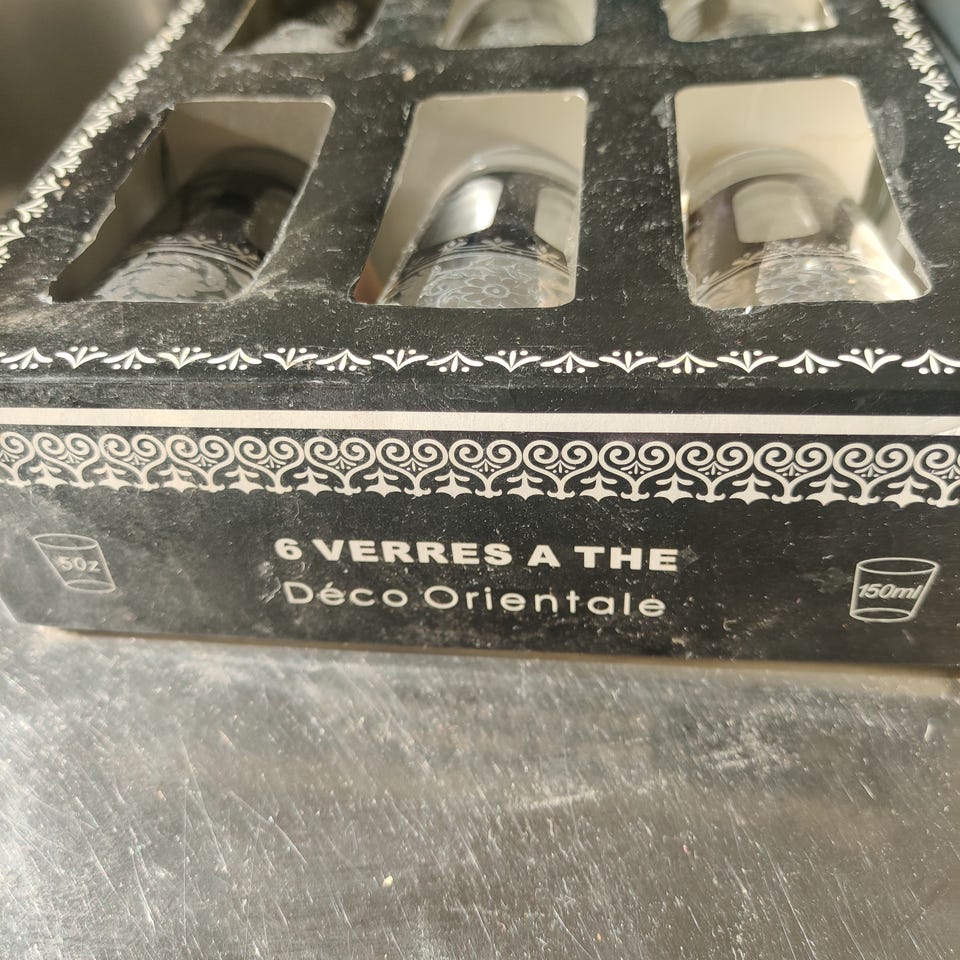 6 VERRES A THE
Déco Orientale
5Oz
150ml